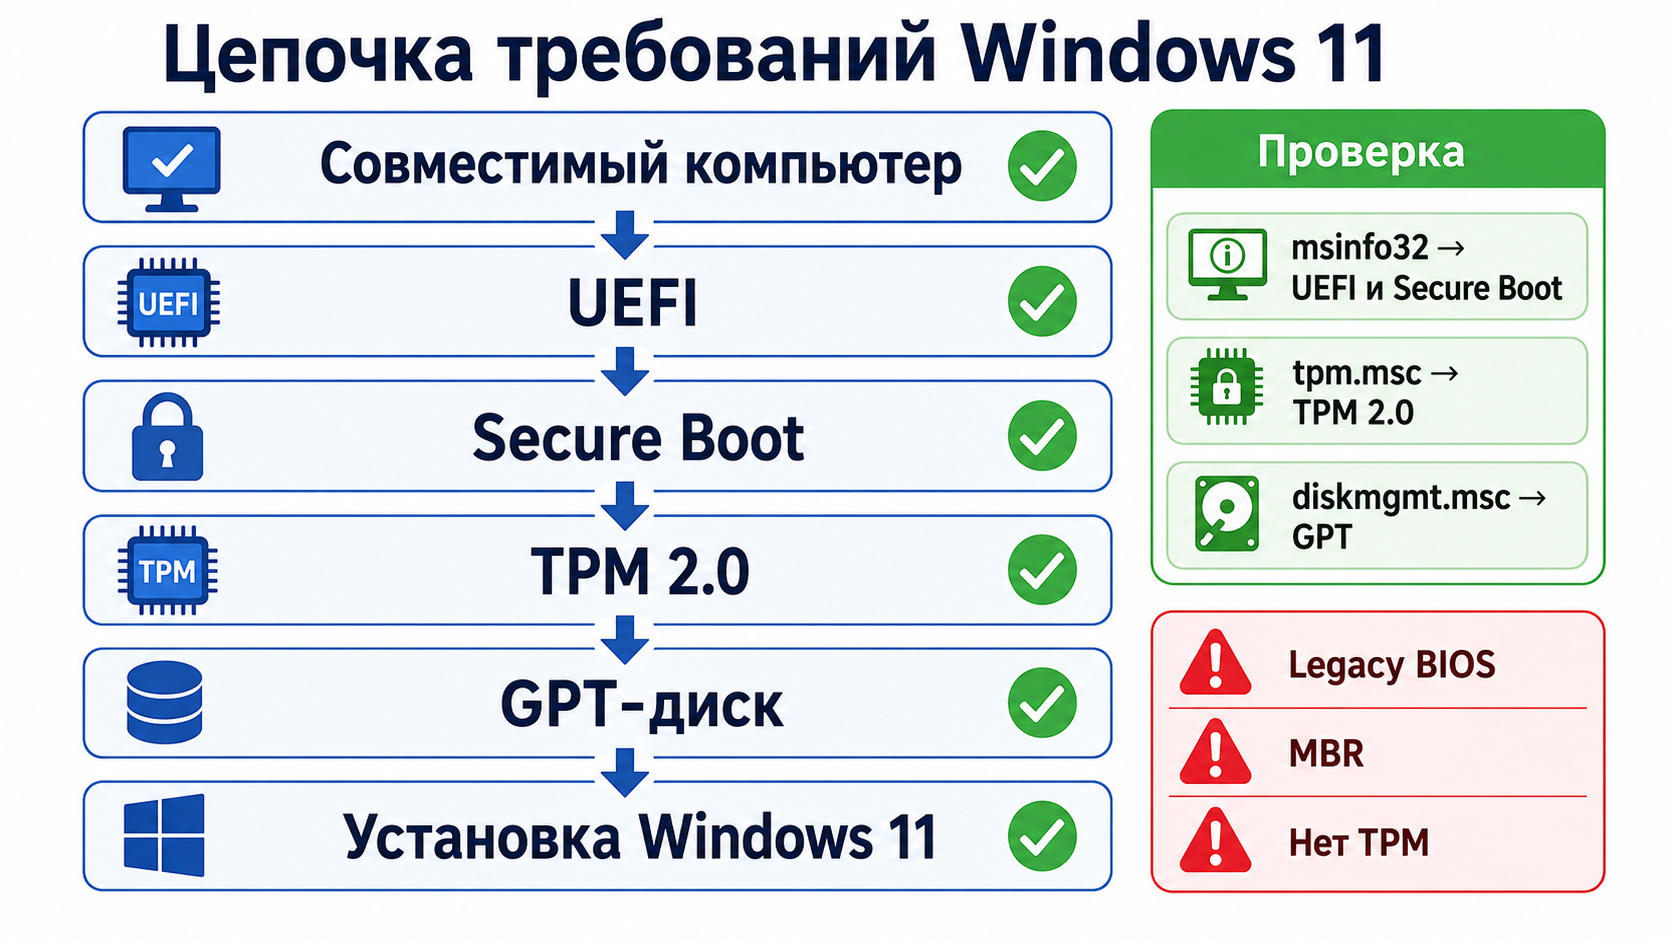 Цепочка требований Windows 11
Совместимый компьютер
UEFI
UEFI
Secure Boot
TPM
TPM 2.0
GPT-диск
Установка Windows 11
Проверка
msinfo32 →
UEFI и Secure Boot
tpm.msc →
TPM 2.0
diskmgmt.msc →
GPT
Legacy BIOS
MBR
Нет TPM